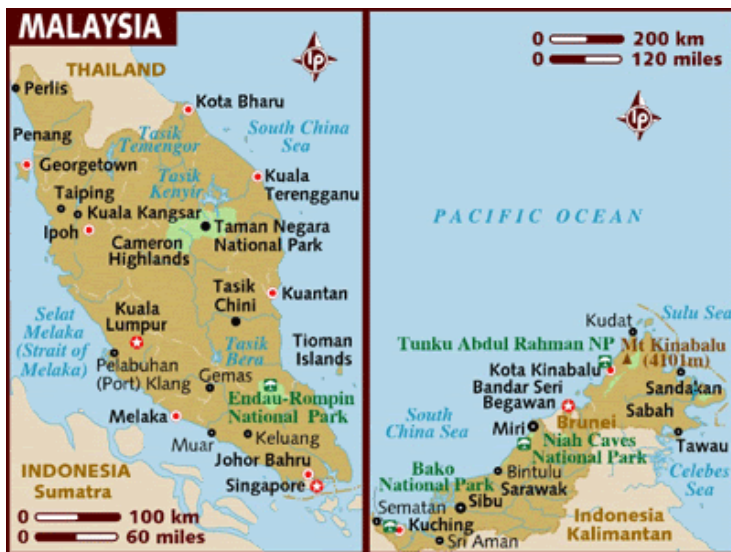 MALAYSIA
THAILAND
Perlis
Kota Bharu
Penang
Tasik
Temengor
South China
Sea
Georgetown
Tasik
Kenyir
Kuala
Terengganu
Taiping
Kuala Kangsar
Ipoh
Taman Negara
National Park
Cameron
Highlands
Tasik
Chini
Kuantan
Selat
Melaka
(Strait of
Melaka)
Kuala
Lumpur
Tasik
Bera
Tioman
Islands
Pelabuhan
(Port) Klang
Gemas
Endau-Rompin
National Park
Melaka
Muar
Keluang
Johor Bahru
Singapore
INDONESIA
Sumatra
0 100 km
0 60 miles
0 200 km
0 120 miles
lp
lp
PACIFIC OCEAN
Sulu Sea
Kudat
Tunku Abdul Rahman NP
Mt Kinabalu
(4101m)
Kota Kinabalu
Bandar Seri
Begawan
Sandakan
Sabah
Brunei
South
China Sea
Miri
Niah Caves
National Park
Tawau
Celebes
Sea
Bako
National Park
Bintulu
Sarawak
Sematan
Sibu
Kuching
Sri Aman
Indonesia
Kalimantan